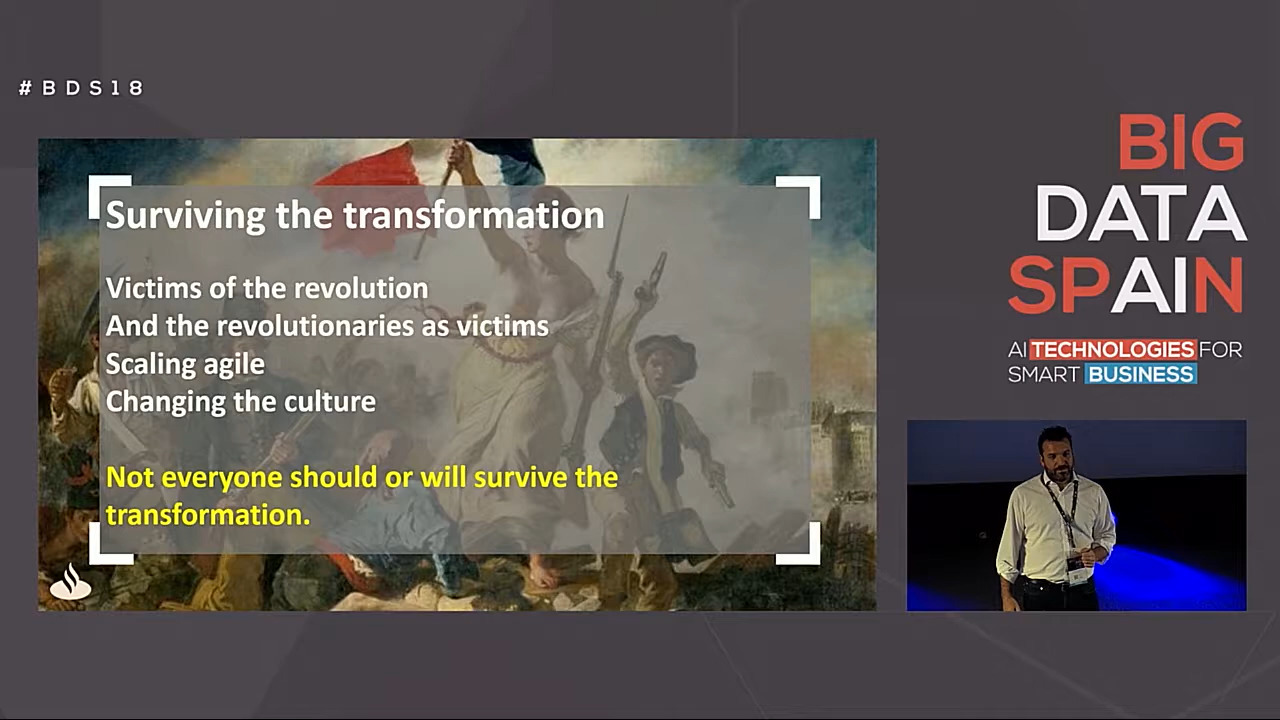 #BDS18
Surviving the transformation
Victims of the revolution
And the revolutionaries as victims
Scaling agile
Changing the culture
Not everyone should or will survive the
transformation.
BIG
DATA
SPAIN
AI TECHNOLOGIES FOR
SMART BUSINESS